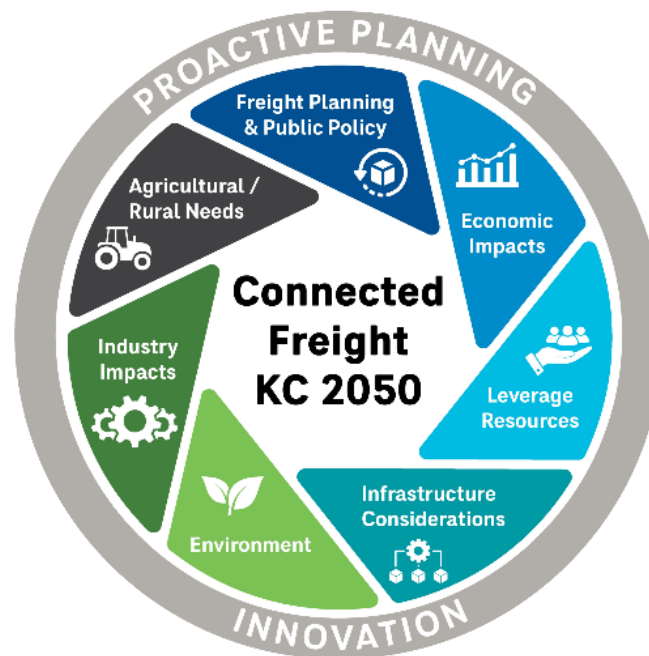 PROACTIVE PLANNING
Freight Planning
& Public Policy
Economic
Impacts
Leverage
Resources
Infrastructure
Considerations
Environment
Industry
Impacts
Agricultural /
Rural Needs
Connected
Freight
KC 2050
INNOVATION